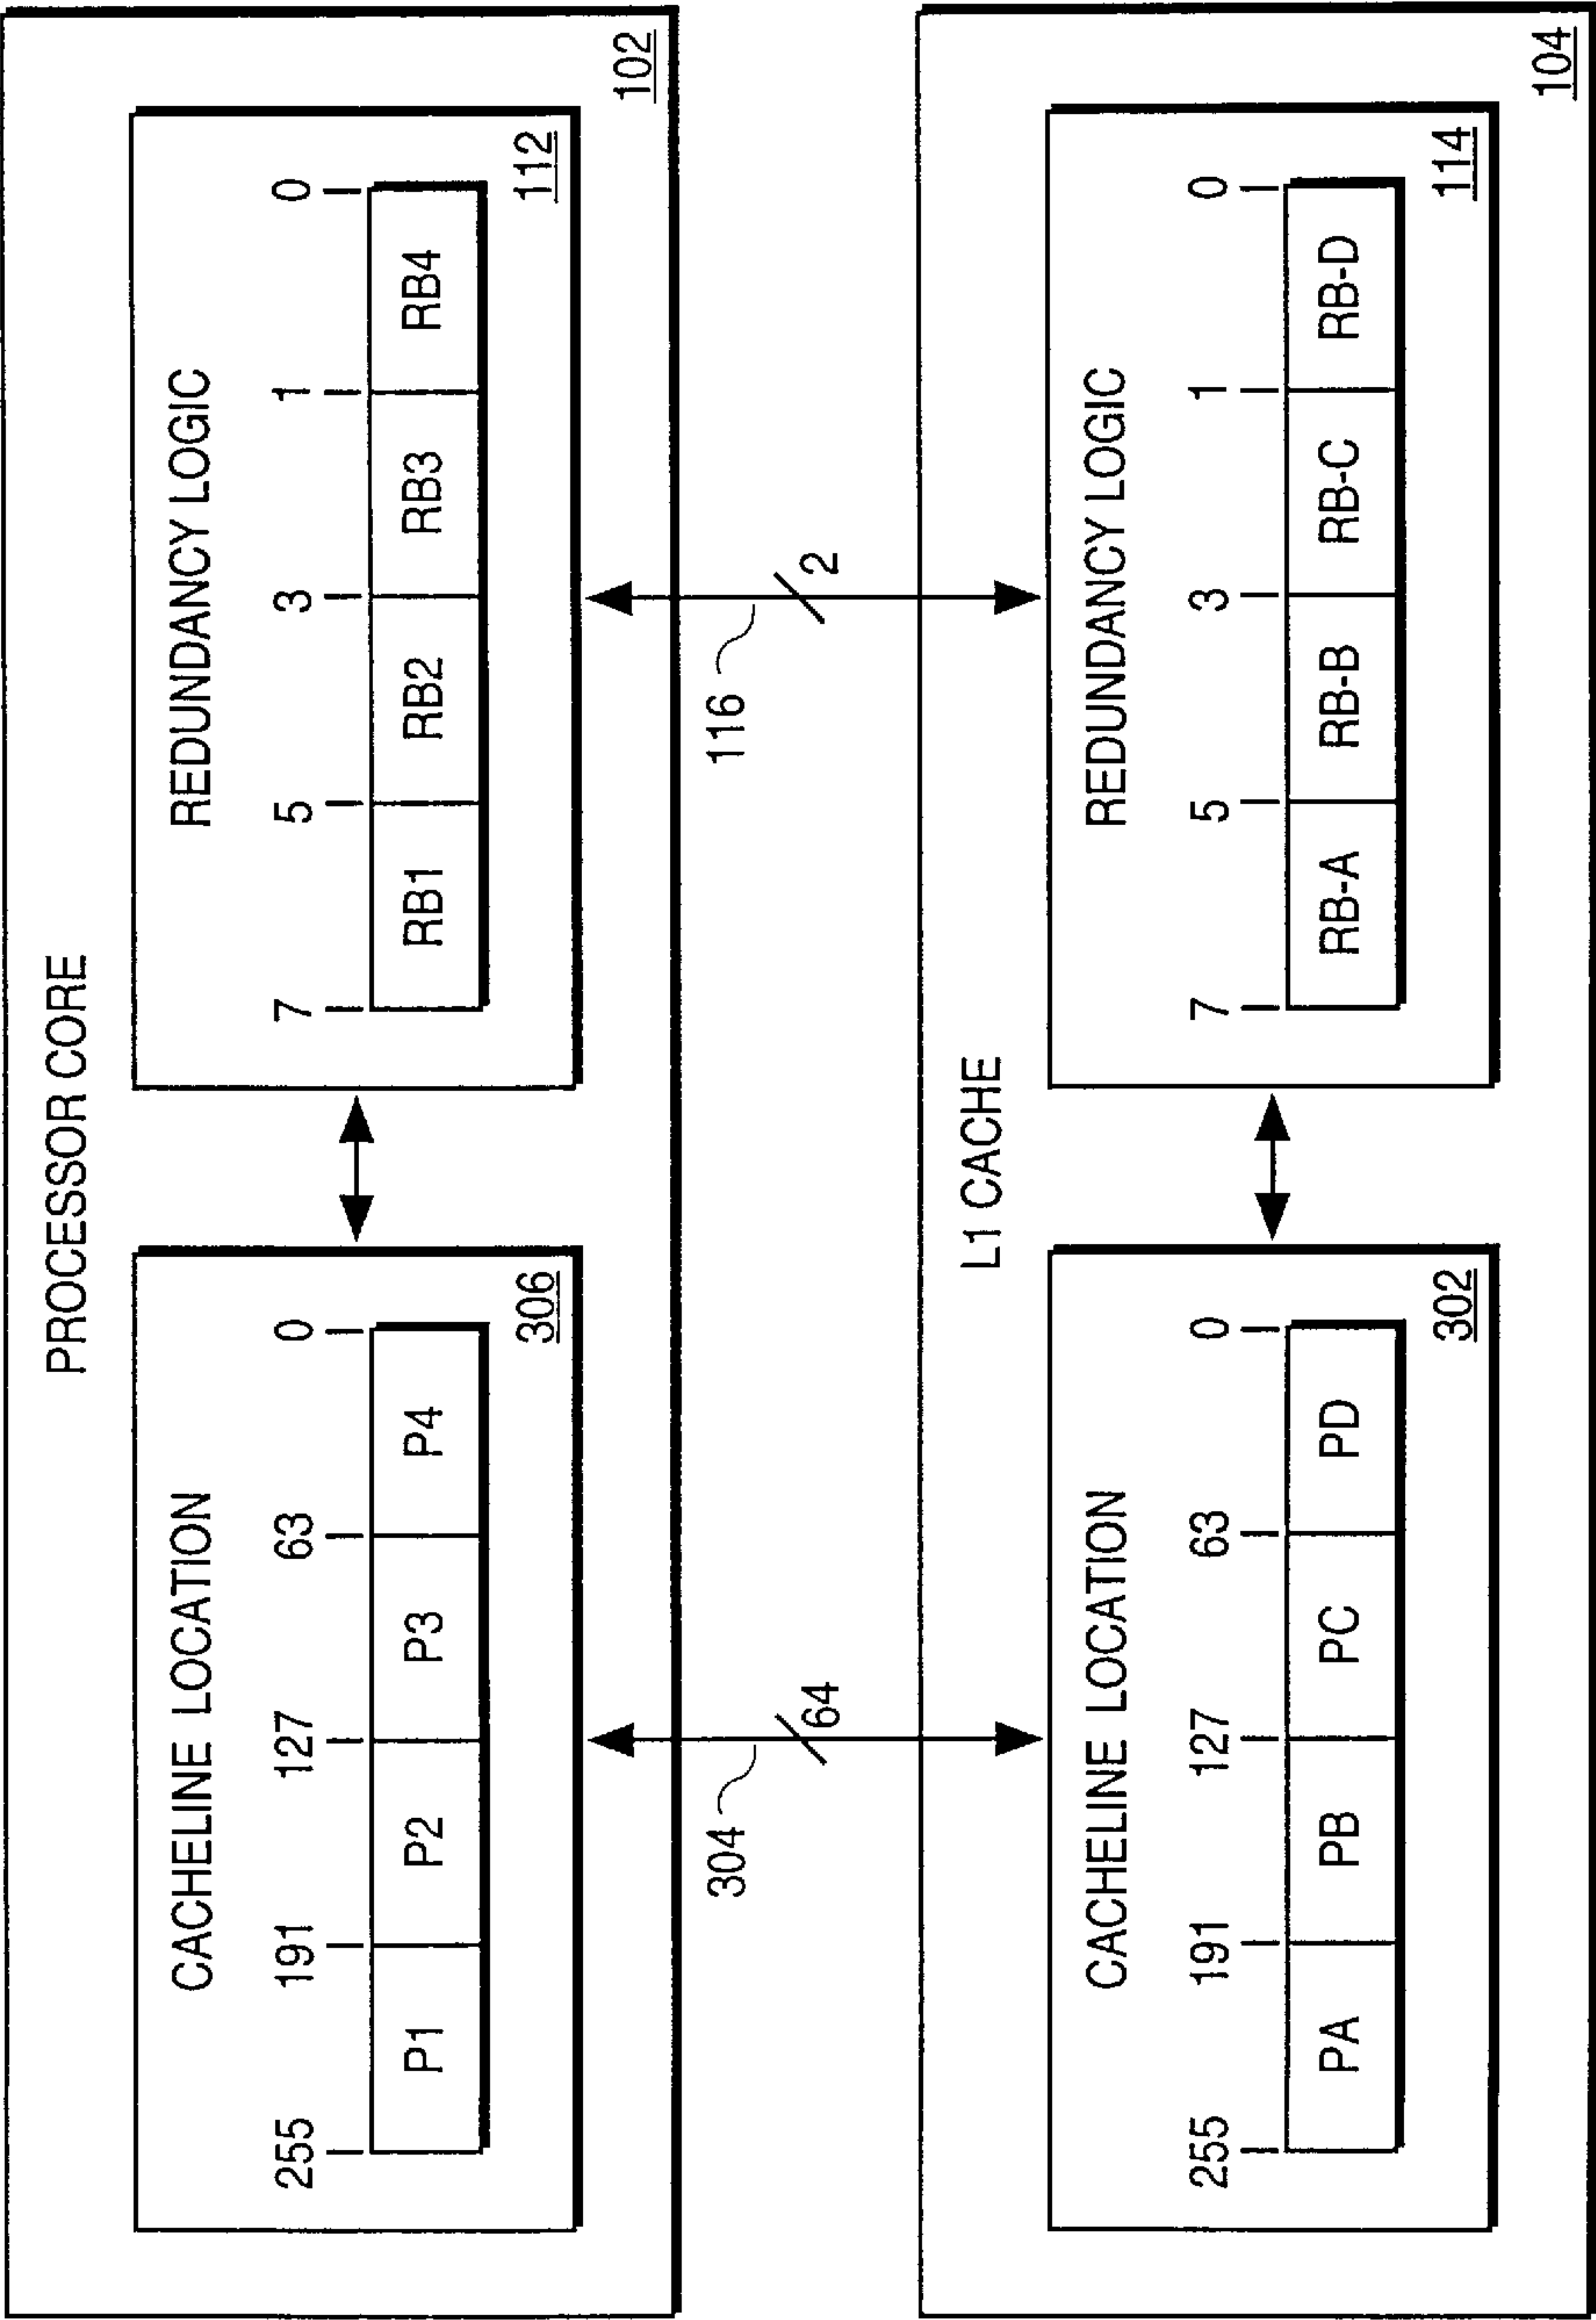 PROCESSOR CORE
CACHELINE LOCATION
255 191 127 63 0
P1 P2 P3 P4
306
REDUNDANCY LOGIC
7 5 3 1 0
RB1 RB2 RB3 RB4
112
102
304
64
116
2
L1 CACHE
CACHELINE LOCATION
255 191 127 63 0
PA PB PC PD
302
REDUNDANCY LOGIC
7 5 3 1 0
RB-A RB-B RB-C RB-D
114
104